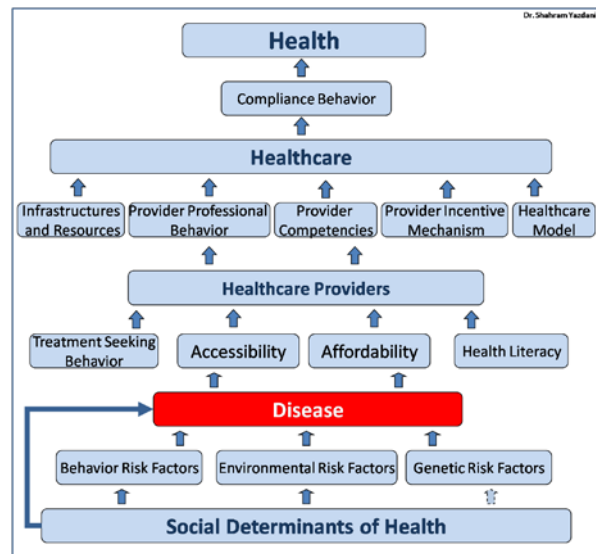 Dr. Shahram Yazdani
Health
Compliance Behavior
Healthcare
Infrastructures
and Resources
Provider Professional
Behavior
Provider
Competencies
Provider Incentive
Mechanism
Healthcare
Model
Healthcare Providers
Treatment Seeking
Behavior
Accessibility
Affordability
Health Literacy
Disease
Behavior Risk Factors
Environmental Risk Factors
Genetic Risk Factors
Social Determinants of Health